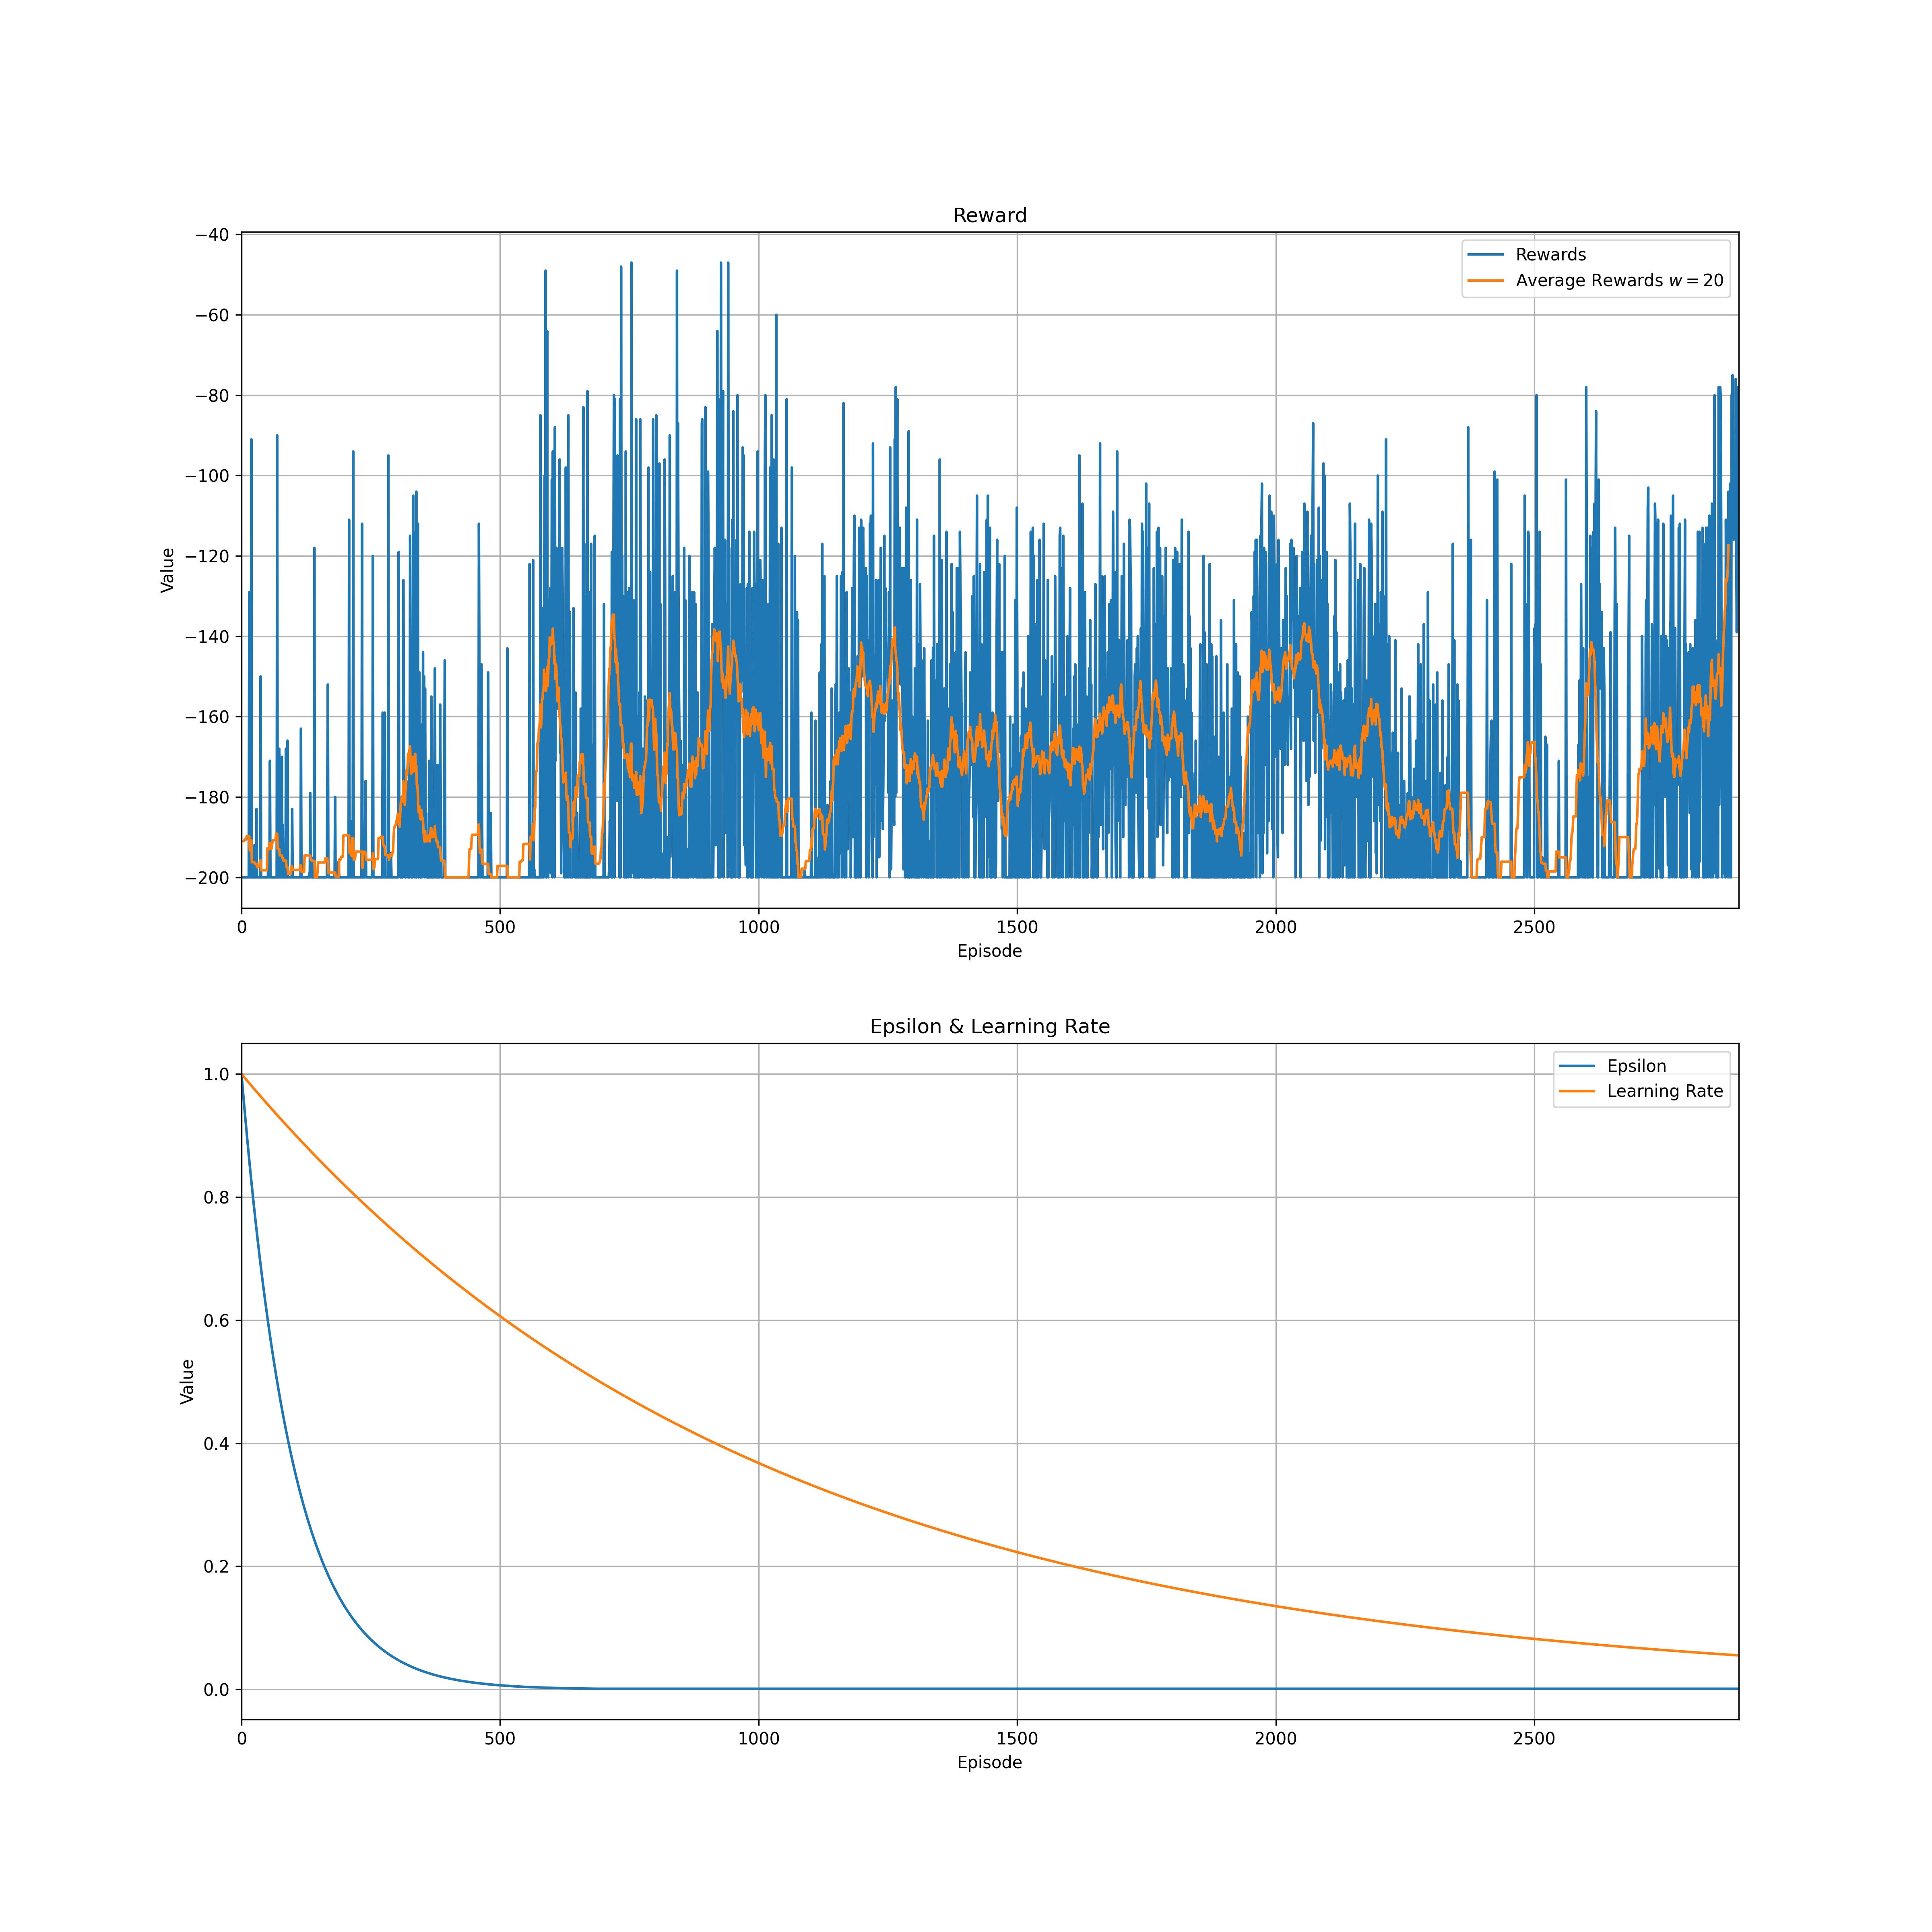 Reward
−40
−60
−80
−100
−120
−140
−160
−180
−200
Value
Rewards
Average Rewards w = 20
0 500 1000 1500 2000 2500
Episode
Epsilon & Learning Rate
1.0
0.8
0.6
0.4
0.2
0.0
Value
Epsilon
Learning Rate
0 500 1000 1500 2000 2500
Episode